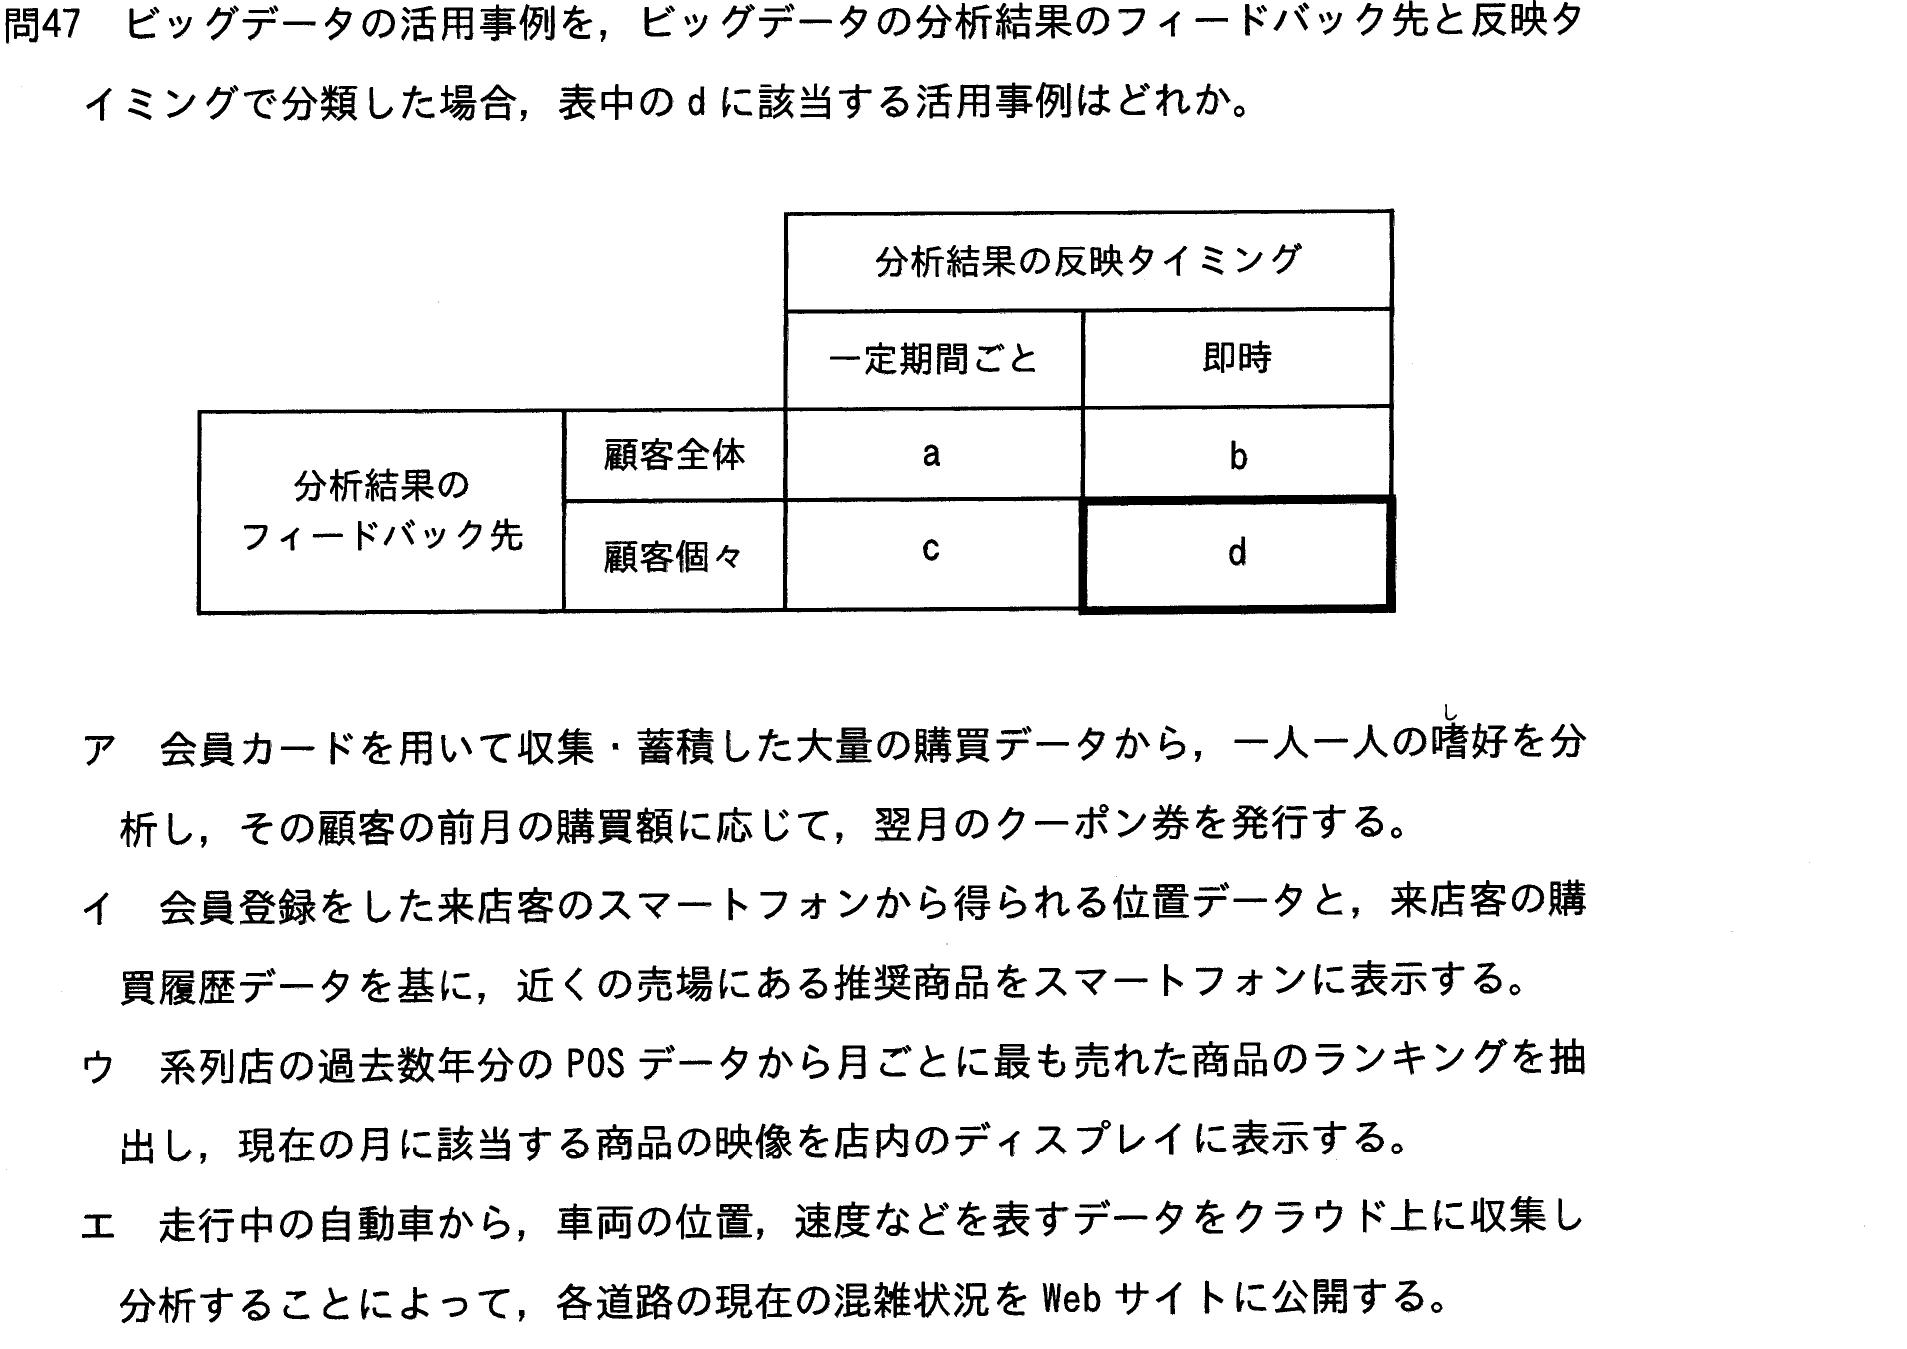 問47 ビッグデータの活用事例を，ビッグデータの分析結果のフィードバック先と反映タ
イミングで分類した場合，表中の d に該当する活用事例はどれか。
分析結果の反映タイミング
一定期間ごと 即時
分析結果の
フィードバック先
顧客全体 a b
顧客個々 c d
し
ア 会員カードを用いて収集・蓄積した大量の購買データから，一人一人の嗜好を分
析し，その顧客の前月の購買額に応じて，翌月のクーポン券を発行する。
イ 会員登録をした来店客のスマートフォンから得られる位置データと，来店客の購
買履歴データを基に，近くの売場にある推奨商品をスマートフォンに表示する。
ウ 系列店の過去数年分の POS データから月ごとに最も売れた商品のランキングを抽
出し，現在の月に該当する商品の映像を店内のディスプレイに表示する。
エ 走行中の自動車から，車両の位置，速度などを表すデータをクラウド上に収集し
分析することによって，各道路の現在の混雑状況を Web サイトに公開する。